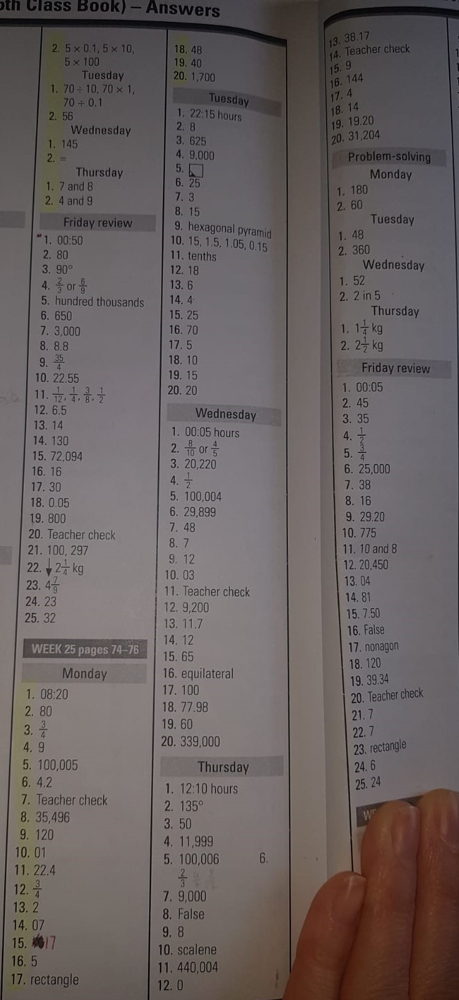 5th Class Book) – Answers
2. 5 × 0.1, 5 × 10,
5 × 100
Tuesday
1. 70 ÷ 10, 70 × 1,
70 ÷ 0.1
2. 56
Wednesday
1. 145
2. =
Thursday
1. 7 and 8
2. 4 and 9
Friday review
1. 00:50
2. 80
3. 90°
4. 2/3 or 6/9
5. hundred thousands
6. 650
7. 3,000
8. 8.8
9. 35/4
10. 22.55
11. 1/12, 1/4, 3/8, 1/2
12. 6.5
13. 14
14. 130
15. 72,094
16. 16
17. 30
18. 0.05
19. 800
20. Teacher check
21. 100, 297
22. ↓ 2 1/4 kg
23. 4 7/9
24. 23
25. 32
WEEK 25 pages 74–76
Monday
1. 08:20
2. 80
3. 3/4
4. 9
5. 100,005
6. 4.2
7. Teacher check
8. 35,496
9. 120
10. 01
11. 22.4
12. 3/4
13. 2
14. 07
15. 17
16. 5
17. rectangle
18. 48
19. 40
20. 1,700
Tuesday
1. 22:15 hours
2. 8
3. 625
4. 9,000
5.
6. 25
7. 3
8. 15
9. hexagonal pyramid
10. 15, 1.5, 1.05, 0.15
11. tenths
12. 18
13. 6
14. 4
15. 25
16. 70
17. 5
18. 10
19. 15
20. 20
Wednesday
1. 00:05 hours
2. 8/10 or 4/5
3. 20,220
4. 1/2
5. 100,004
6. 29,899
7. 48
8. 7
9. 12
10. 03
11. Teacher check
12. 9,200
13. 11.7
14. 12
15. 65
16. equilateral
17. 100
18. 77.98
19. 60
20. 339,000
Thursday
1. 12:10 hours
2. 135°
3. 50
4. 11,999
5. 100,006 6.
2/3
7. 9,000
8. False
9. 8
10. scalene
11. 440,004
12. 0
13. 38.17
14. Teacher check
15. 9
16. 144
17. 4
18. 14
19. 19.20
20. 31,204
Problem-solving
Monday
1. 180
2. 60
Tuesday
1. 48
2. 360
Wednesday
1. 52
2. 2 in 5
Thursday
1. 1 1/4 kg
2. 2 1/2 kg
Friday review
1. 00:05
2. 45
3. 35
4. 1/2
5. 3/4
6. 25,000
7. 38
8. 16
9. 29.20
10. 775
11. 10 and 8
12. 20,450
13. 04
14. 81
15. 7.50
16. False
17. nonagon
18. 120
19. 39.34
20. Teacher check
21. 7
22. 7
23. rectangle
24. 6
25. 24